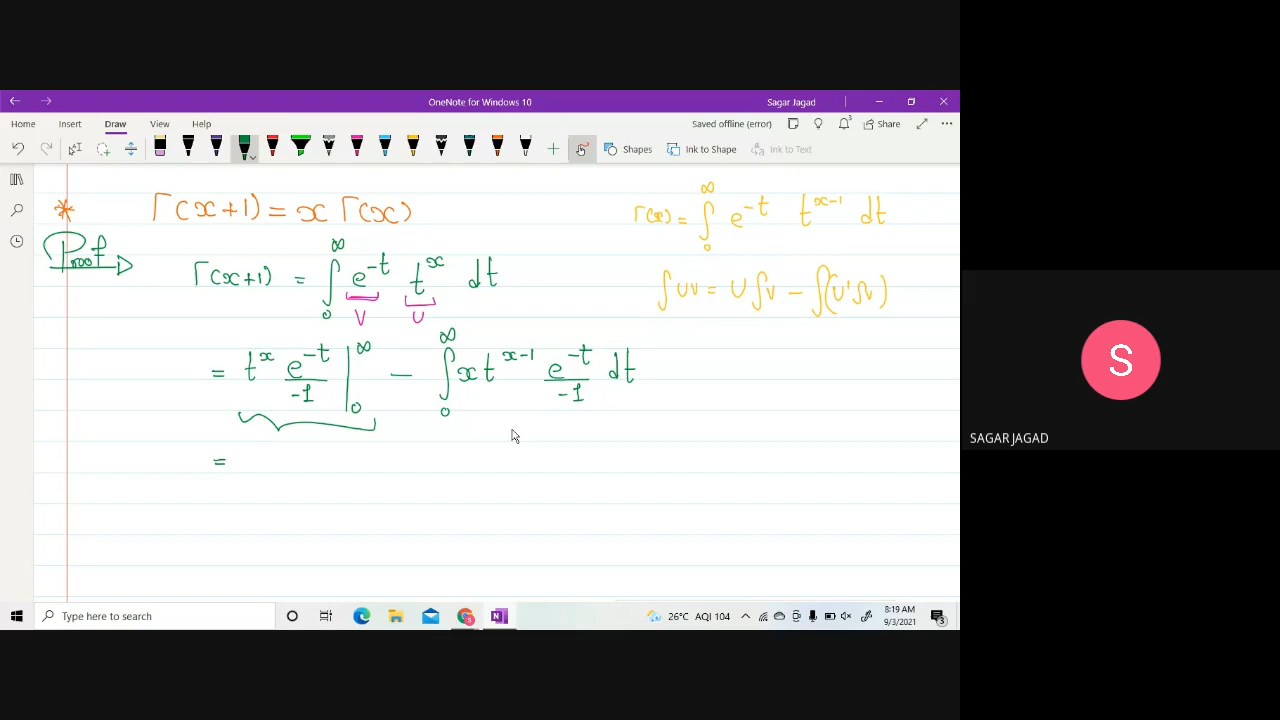 OneNote for Windows 10
Sagar Jagad
Home Insert Draw View Help
Saved offline (error)
Share
Shapes
Ink to Shape
Ink to Text
* Γ(x+1) = x Γ(x)
Γ(x) = ∫₀^∞ e^{-t} t^{x-1} dt
Proof
Γ(x+1) = ∫₀^∞ e^{-t} t^x dt
V U
∫UV = U∫V - ∫(U'∫V)
= t^x e^{-t}/-1 |₀^∞ - ∫₀^∞ x t^{x-1} e^{-t}/-1 dt
=
S
SAGAR JAGAD
Type here to search
26°C AQI 104
8:19 AM
9/3/2021
3